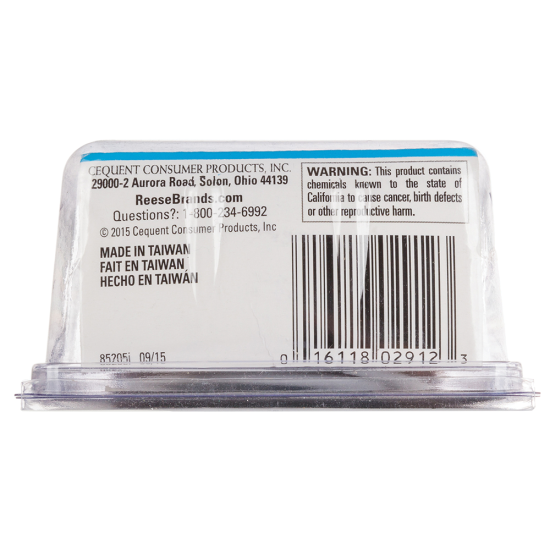 CEQUENT CONSUMER PRODUCTS, INC.
29000-2 Aurora Road, Solon, Ohio 44139
ReeseBrands.com
Questions?: 1-800-234-6992
© 2015 Cequent Consumer Products, Inc
MADE IN TAIWAN
FAIT EN TAIWAN
HECHO EN TAIWÁN
85205i 09/15
WARNING: This product contains
chemicals known to the state of
California to cause cancer, birth defects
or other reproductive harm.
0 16118 02912 3